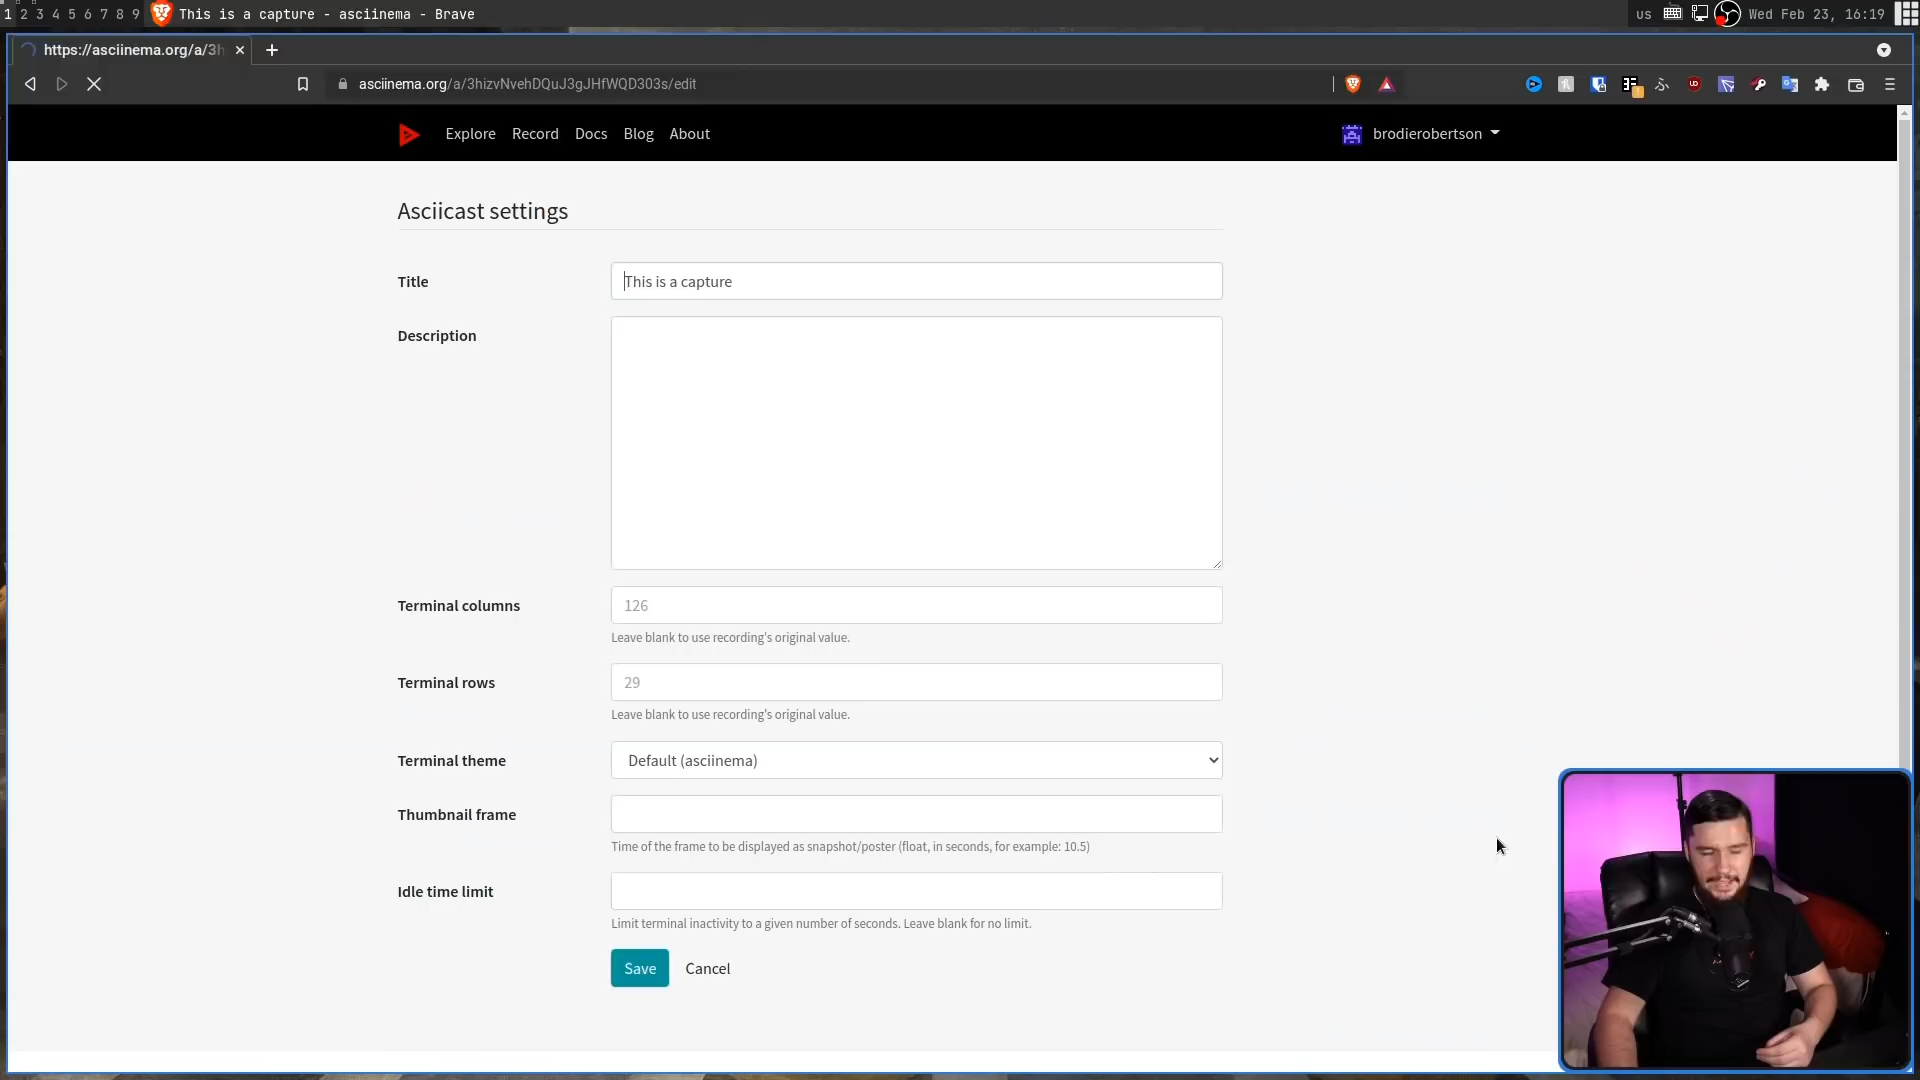 1 2 3 4 5 6 7 8 9 This is a capture - asciinema - Brave us Wed Feb 23, 16:19
https://asciinema.org/a/3h
asciinema.org/a/3hizvNvehDQuJ3gJHfWQD303s/edit
Explore Record Docs Blog About brodierobertson
Asciicast settings
Title This is a capture
Description
Terminal columns 126
Leave blank to use recording's original value.
Terminal rows 29
Leave blank to use recording's original value.
Terminal theme Default (asciinema)
Thumbnail frame
Time of the frame to be displayed as snapshot/poster (float, in seconds, for example: 10.5)
Idle time limit
Limit terminal inactivity to a given number of seconds. Leave blank for no limit.
Save Cancel